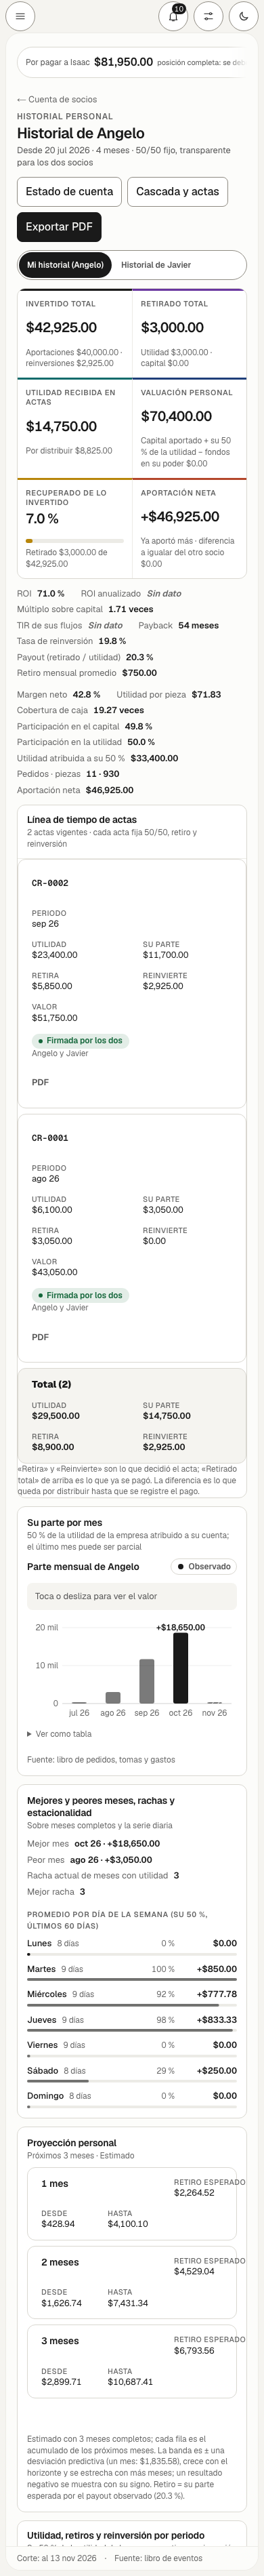 10
Por pagar a Isaac $81,950.00 posición completa: se deb
← Cuenta de socios
HISTORIAL PERSONAL
Historial de Angelo
Desde 20 jul 26 · 4 meses · 50/50 fijo, transparente
para los dos socios
Estado de cuenta
Cascada y actas
Exportar PDF
Mi historial (Angelo)
Historial de Javier
INVERTIDO TOTAL
$42,925.00
Aportaciones $40,000.00 ·
reinversiones $2,925.00
RETIRADO TOTAL
$3,000.00
Utilidad $3,000.00 ·
capital $0.00
UTILIDAD RECIBIDA EN
ACTAS
$14,750.00
Por distribuir $8,825.00
VALUACIÓN PERSONAL
$70,400.00
Capital aportado + su 50
% de la utilidad − fondos
en su poder $0.00
RECUPERADO DE LO
INVERTIDO
7.0 %
Retirado $3,000.00 de
$42,925.00
APORTACIÓN NETA
+$46,925.00
Ya aportó más · diferencia
a igualar del otro socio
$0.00
ROI 71.0 % ROI anualizado Sin dato
Múltiplo sobre capital 1.71 veces
TIR de sus flujos Sin dato Payback 54 meses
Tasa de reinversión 19.8 %
Payout (retirado / utilidad) 20.3 %
Retiro mensual promedio $750.00
Margen neto 42.8 % Utilidad por pieza $71.83
Cobertura de caja 19.27 veces
Participación en el capital 49.8 %
Participación en la utilidad 50.0 %
Utilidad atribuida a su 50 % $33,400.00
Pedidos · piezas 11 · 930
Aportación neta $46,925.00
Línea de tiempo de actas
2 actas vigentes · cada acta fija 50/50, retiro y
reinversión
CR-0002
PERIODO
sep 26
UTILIDAD SU PARTE
$23,400.00 $11,700.00
RETIRA REINVIERTE
$5,850.00 $2,925.00
VALOR
$51,750.00
Firmada por los dos
Angelo y Javier
PDF
CR-0001
PERIODO
ago 26
UTILIDAD SU PARTE
$6,100.00 $3,050.00
RETIRA REINVIERTE
$3,050.00 $0.00
VALOR
$43,050.00
Firmada por los dos
Angelo y Javier
PDF
Total (2)
UTILIDAD SU PARTE
$29,500.00 $14,750.00
RETIRA REINVIERTE
$8,900.00 $2,925.00
«Retira» y «Reinvierte» son lo que decidió el acta; «Retirado
total» de arriba es lo que ya se pagó. La diferencia es lo que
queda por distribuir hasta que se registre el pago.
Su parte por mes
50 % de la utilidad de la empresa atribuido a su cuenta;
el último mes puede ser parcial
Parte mensual de Angelo
Observado
Toca o desliza para ver el valor
+$18,650.00
20 mil
10 mil
0
jul 26 ago 26 sep 26 oct 26 nov 26
▶ Ver como tabla
Fuente: libro de pedidos, tomas y gastos
Mejores y peores meses, rachas y
estacionalidad
Sobre meses completos y la serie diaria
Mejor mes oct 26 · +$18,650.00
Peor mes ago 26 · +$3,050.00
Racha actual de meses con utilidad 3
Mejor racha 3
PROMEDIO POR DÍA DE LA SEMANA (SU 50 %,
ÚLTIMOS 60 DÍAS)
Lunes 8 días 0 % $0.00
Martes 9 días 100 % +$850.00
Miércoles 9 días 92 % +$777.78
Jueves 9 días 98 % +$833.33
Viernes 9 días 0 % $0.00
Sábado 8 días 29 % +$250.00
Domingo 8 días 0 % $0.00
Proyección personal
Próximos 3 meses · Estimado
1 mes
RETIRO ESPERADO
$2,264.52
DESDE HASTA
$428.94 $4,100.10
2 meses
RETIRO ESPERADO
$4,529.04
DESDE HASTA
$1,626.74 $7,431.34
3 meses
RETIRO ESPERADO
$6,793.56
DESDE HASTA
$2,899.71 $10,687.41
Estimado con 3 meses completos; cada fila es el
acumulado de los próximos meses. La banda es ± una
desviación predictiva (un mes: $1,835.58), crece con el
horizonte y se estrecha con más meses; un resultado
negativo se muestra con su signo. Retiro = su parte
esperada por el payout observado (20.3 %).
Utilidad, retiros y reinversión por periodo
Corte: al 13 nov 2026 · Fuente: libro de eventos